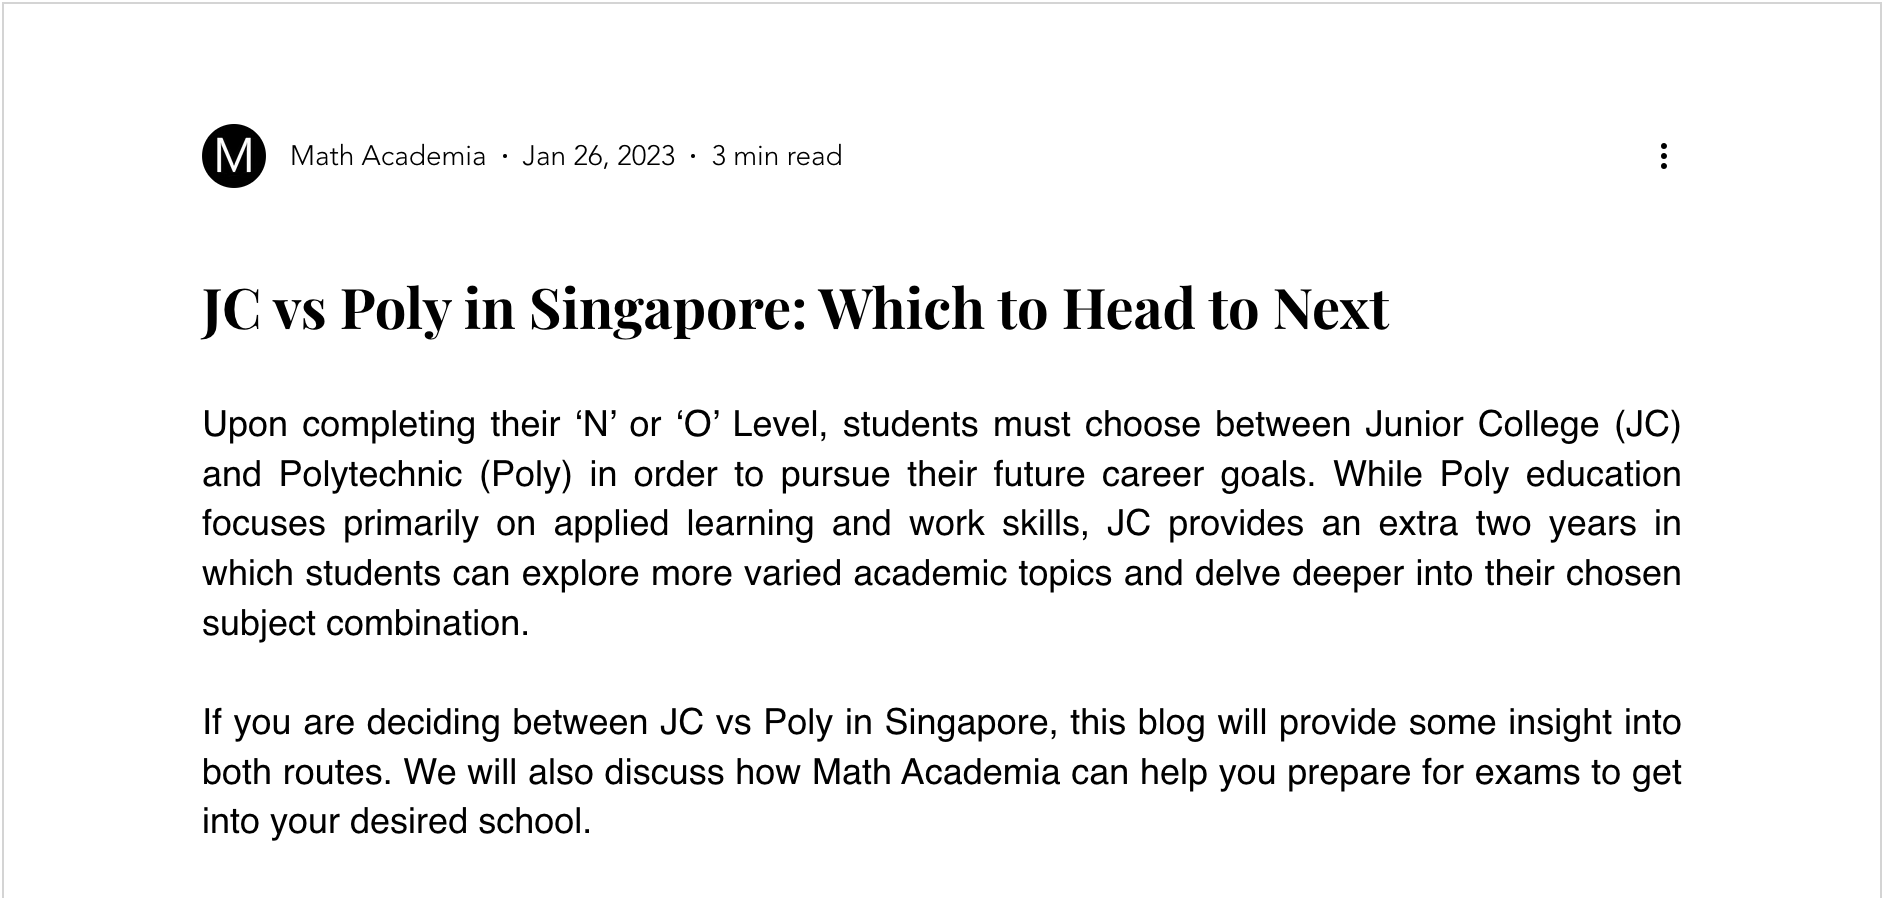 M
Math Academia · Jan 26, 2023 · 3 min read
JC vs Poly in Singapore: Which to Head to Next
Upon completing their ‘N’ or ‘O’ Level, students must choose between Junior College (JC)
and Polytechnic (Poly) in order to pursue their future career goals. While Poly education
focuses primarily on applied learning and work skills, JC provides an extra two years in
which students can explore more varied academic topics and delve deeper into their chosen
subject combination.
If you are deciding between JC vs Poly in Singapore, this blog will provide some insight into
both routes. We will also discuss how Math Academia can help you prepare for exams to get
into your desired school.